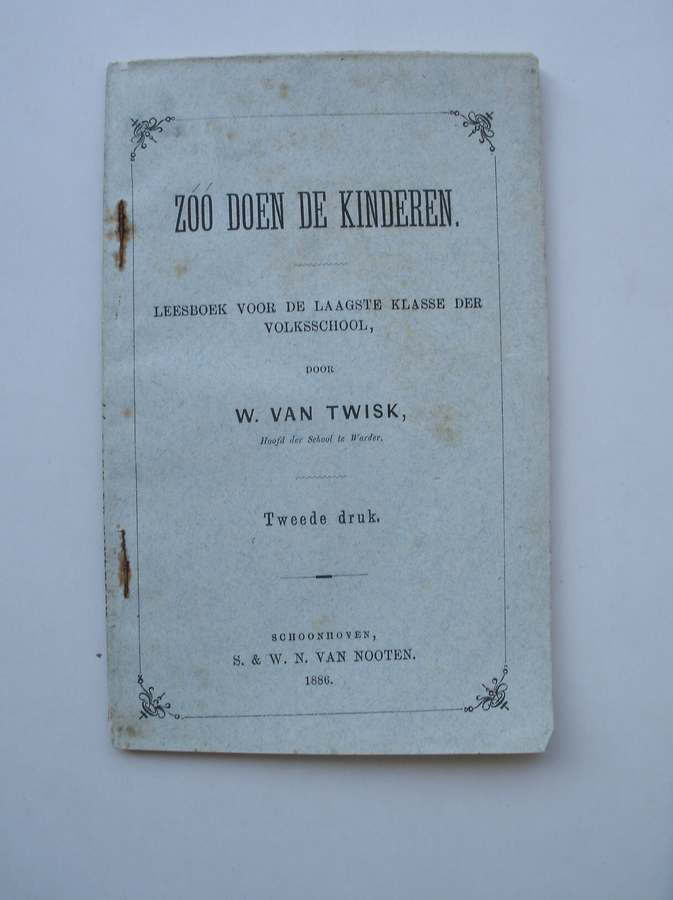 ZÓÓ DOEN DE KINDEREN.
LEESBOEK VOOR DE LAAGSTE KLASSE DER
VOLKSSCHOOL,
DOOR
W. VAN TWISK,
Hoofd der School te Warder.
Tweede druk.
SCHOONHOVEN,
S. & W. N. VAN NOOTEN.
1886.